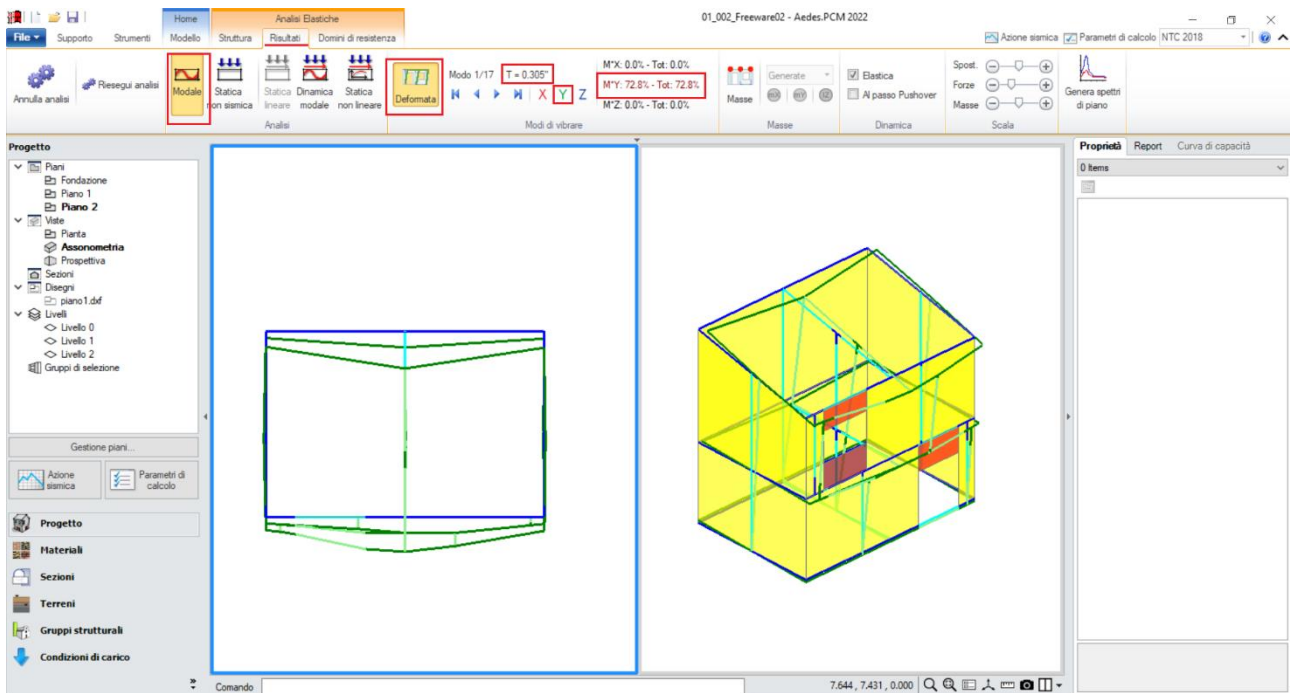 01_002_Freeware02 - Aedes.PCM 2022
Home
Analisi Elastiche
File
Supporto
Strumenti
Modello
Struttura
Risultati
Domini di resistenza
Azione sismica
Parametri di calcolo
NTC 2018
Annulla analisi
Riesegui analisi
Modale
Statica non sismica
Statica lineare
Dinamica modale
Statica non lineare
Analisi
Deformata
Modo 1/17
T = 0.305"
X Y Z
M*X: 0.0% - Tot: 0.0%
M*Y: 72.8% - Tot: 72.8%
M*Z: 0.0% - Tot: 0.0%
Modi di vibrare
Masse
Generate
Masse
Elastica
Al passo Pushover
Dinamica
Spost.
Forze
Masse
Scala
Genera spettri di piano
Progetto
Piani
Fondazione
Piano 1
Piano 2
Viste
Pianta
Assonometria
Prospettiva
Sezioni
Disegni
piano1.dxf
Livelli
Livello 0
Livello 1
Livello 2
Gruppi di selezione
Gestione piani...
Azione sismica
Parametri di calcolo
Progetto
Materiali
Sezioni
Terreni
Gruppi strutturali
Condizioni di carico
Proprietà
Report
Curva di capacità
0 Items
Comando
7.644 , 7.431 , 0.000